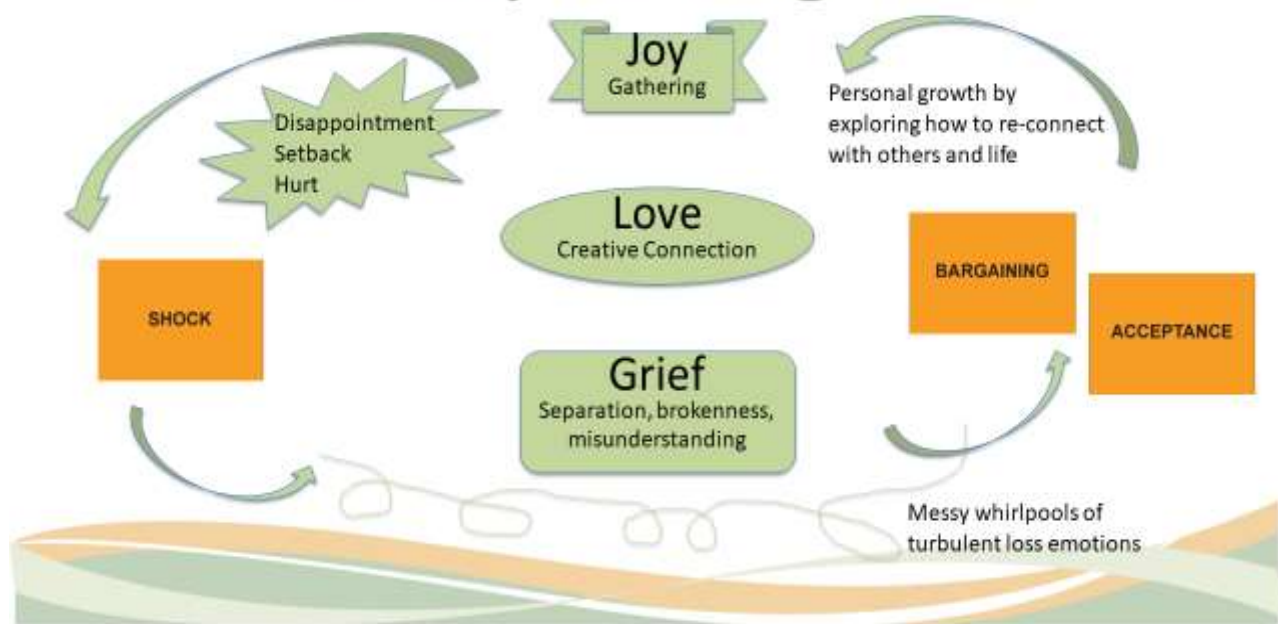 Joy
Gathering
Disappointment
Setback
Hurt
Personal growth by
exploring how to re-connect
with others and life
Love
Creative Connection
SHOCK
BARGAINING
ACCEPTANCE
Grief
Separation, brokenness,
misunderstanding
Messy whirlpools of
turbulent loss emotions